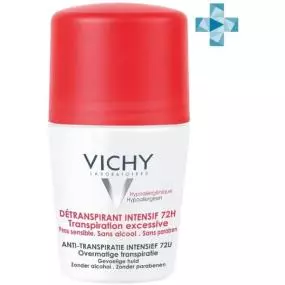 Hypoallergénique
Hypoallergeen
VICHY
LABORATOIRES
DÉTRANSPIRANT INTENSIF 72H
Transpiration excessive
Peau sensible. Sans alcool. Sans paraben
ANTI-TRANSPIRATIE INTENSIEF 72U
Overmatige transpiratie
Gevoelige huid
Zonder alcohol. Zonder parabenen